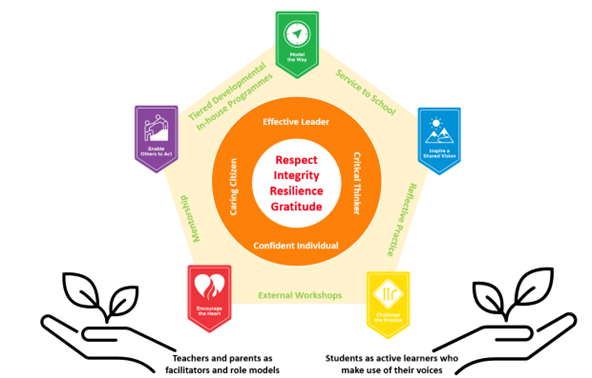 Model
the Way
Tiered Developmental
in-house Programmes
Service to School
Enable
Others to Act
Inspire a
Shared Vision
Effective Leader
Caring Citizen
Critical Thinker
Confident Individual
Respect
Integrity
Resilience
Gratitude
Mentorship
Reflective Practice
Encourage
the Heart
External Workshops
Challenge
the Process
Teachers and parents as
facilitators and role models
Students as active learners who
make use of their voices